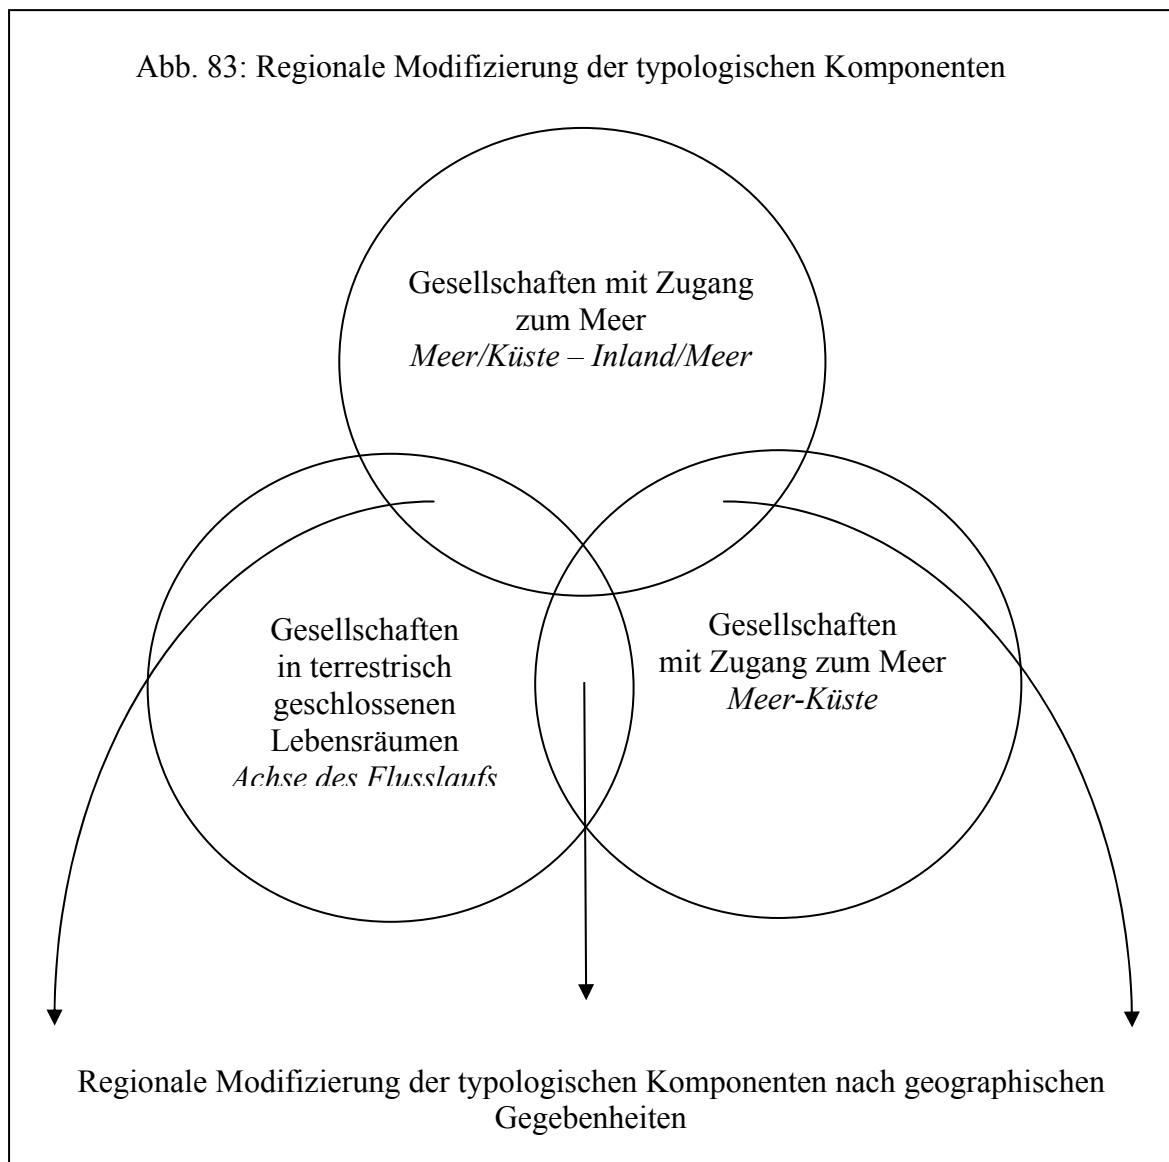 Abb. 83: Regionale Modifizierung der typologischen Komponenten
Gesellschaften mit Zugang
zum Meer
Meer/Küste – Inland/Meer
Gesellschaften
in terrestrisch
geschlossenen
Lebensräumen
Achse des Flusslaufs
Gesellschaften
mit Zugang zum Meer
Meer-Küste
Regionale Modifizierung der typologischen Komponenten nach geographischen
Gegebenheiten